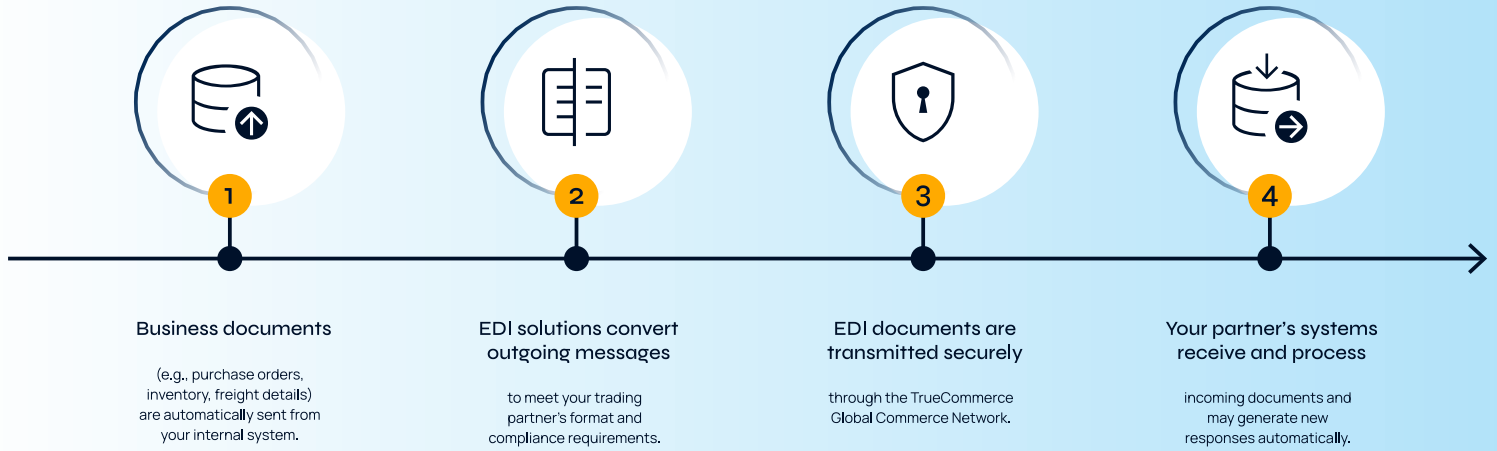 1
Business documents
(e.g., purchase orders,
inventory, freight details)
are automatically sent from
your internal system.
2
EDI solutions convert
outgoing messages
to meet your trading
partner's format and
compliance requirements.
3
EDI documents are
transmitted securely
through the TrueCommerce
Global Commerce Network.
4
Your partner's systems
receive and process
incoming documents and
may generate new
responses automatically.